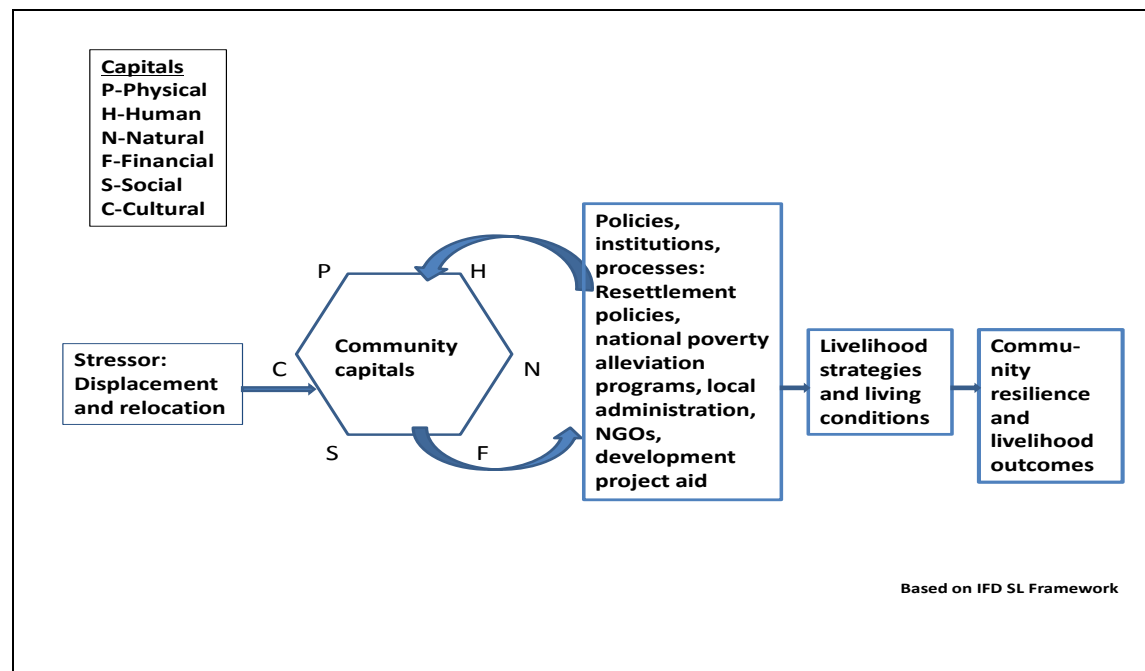 Capitals
P-Physical
H-Human
N-Natural
F-Financial
S-Social
C-Cultural
Stressor:
Displacement
and relocation
P
H
C
N
S
F
Community
capitals
Policies,
institutions,
processes:
Resettlement
policies,
national poverty
alleviation
programs, local
administration,
NGOs,
development
project aid
Livelihood
strategies
and living
conditions
Commu-
nity
resilience
and
livelihood
outcomes
Based on IFD SL Framework